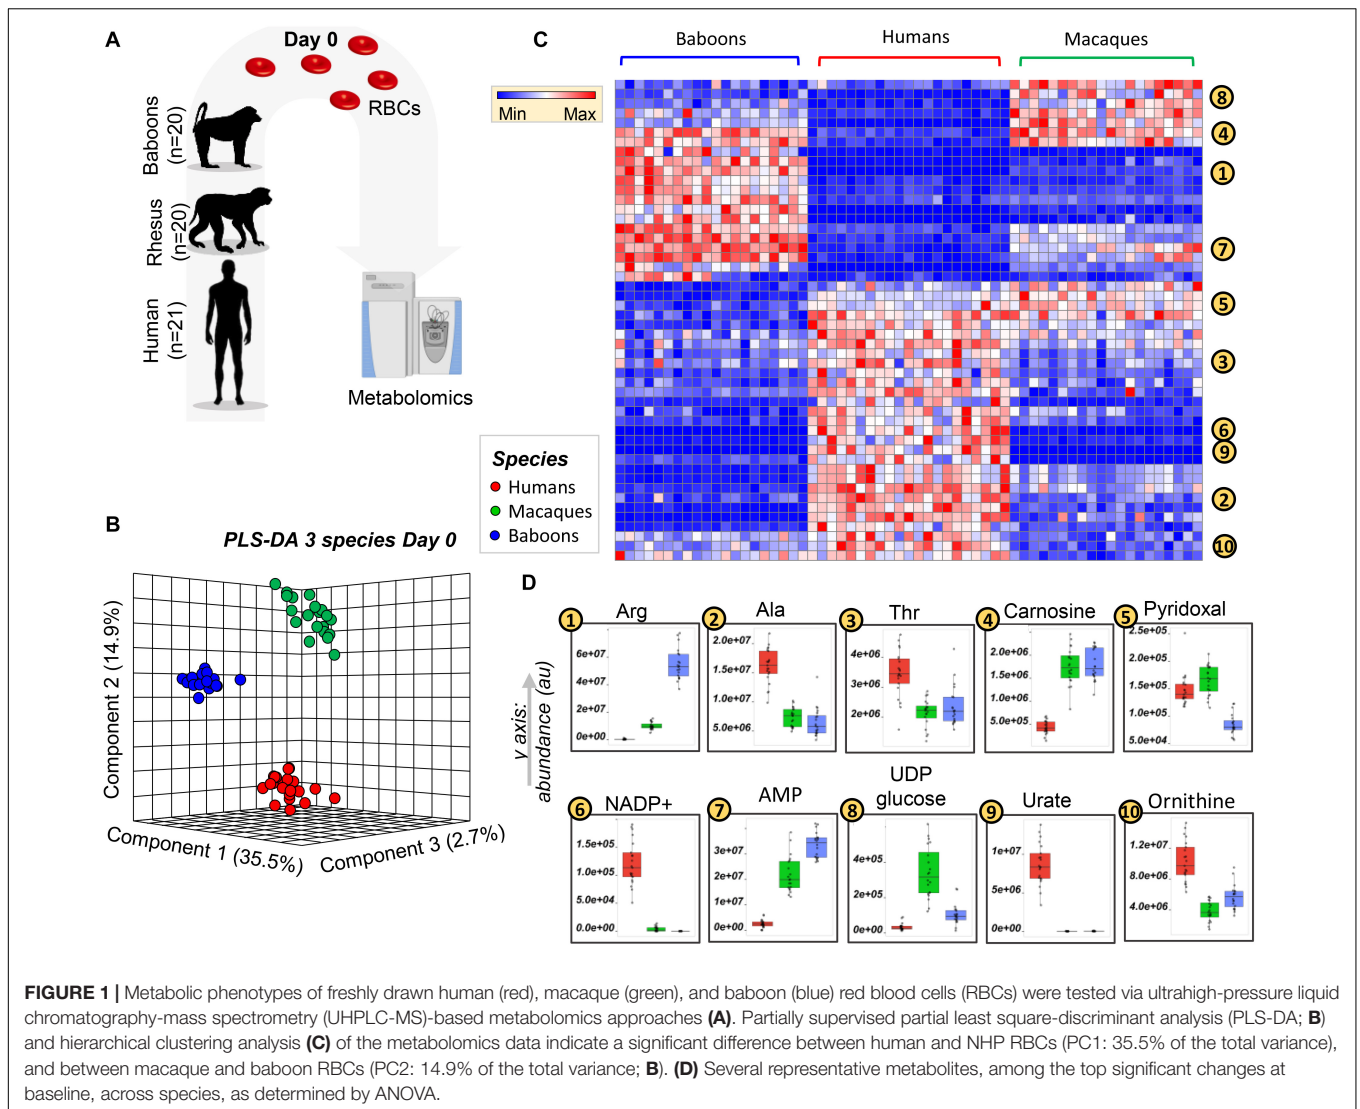 A
Day 0
RBCs
Baboons
(n=20)
Rhesus
(n=20)
Human
(n=21)
Metabolomics
C
Baboons
Humans
Macaques
Min
Max
8
4
1
7
5
3
6
9
2
10
Species
Humans
Macaques
Baboons
B
PLS-DA 3 species Day 0
Component 2 (14.9%)
Component 1 (35.5%)
Component 3 (2.7%)
D
y axis:
abundance (au)
1
Arg
6e+07
4e+07
2e+07
0e+00
2
Ala
2.0e+07
1.5e+07
1.0e+07
5.0e+06
3
Thr
4e+06
3e+06
2e+06
4
Carnosine
2.0e+06
1.5e+06
1.0e+06
5.0e+05
5
Pyridoxal
2.5e+05
2.0e+05
1.5e+05
1.0e+05
5.0e+04
6
NADP+
1.5e+05
1.0e+05
5.0e+04
0.0e+00
7
AMP
3e+07
2e+07
1e+07
0e+00
8
UDP
glucose
4e+05
2e+05
0e+00
9
Urate
1e+07
5e+06
0e+00
10
Ornithine
1.2e+07
8.0e+06
4.0e+06
FIGURE 1 | Metabolic phenotypes of freshly drawn human (red), macaque (green), and baboon (blue) red blood cells (RBCs) were tested via ultrahigh-pressure liquid
chromatography-mass spectrometry (UHPLC-MS)-based metabolomics approaches (A). Partially supervised partial least square-discriminant analysis (PLS-DA; B)
and hierarchical clustering analysis (C) of the metabolomics data indicate a significant difference between human and NHP RBCs (PC1: 35.5% of the total variance),
and between macaque and baboon RBCs (PC2: 14.9% of the total variance; B). (D) Several representative metabolites, among the top significant changes at
baseline, across species, as determined by ANOVA.